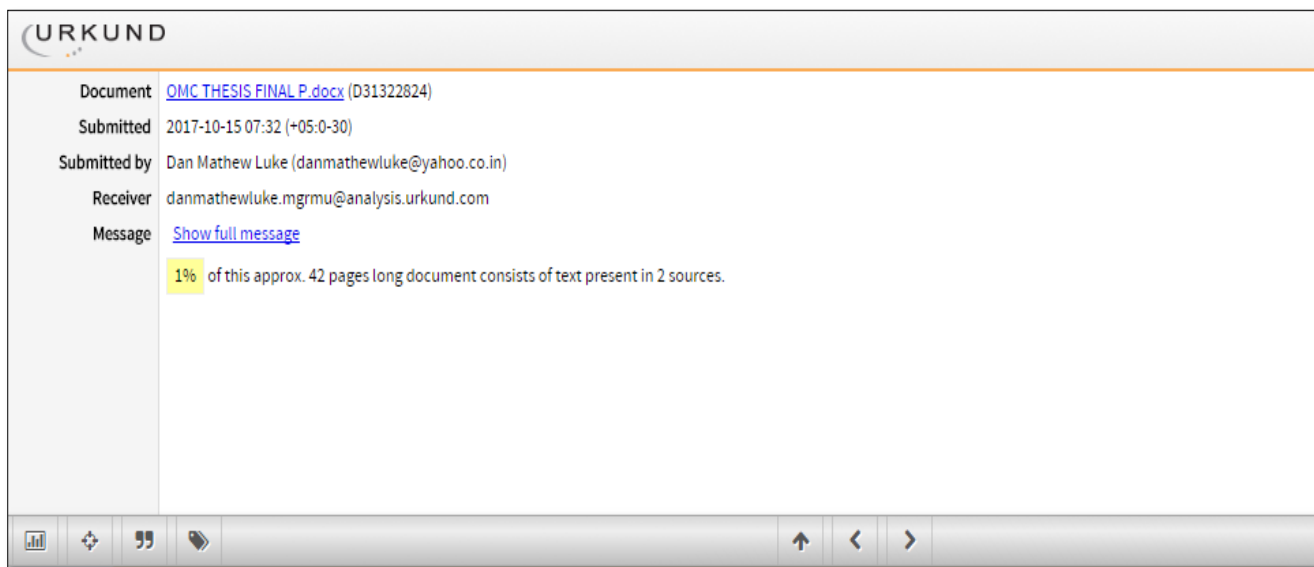 URKUND
Document OMC THESIS FINAL P.docx (D31322824)
Submitted 2017-10-15 07:32 (+05:0-30)
Submitted by Dan Mathew Luke (danmathewluke@yahoo.co.in)
Receiver danmathewluke.mgrmu@analysis.urkund.com
Message Show full message
1% of this approx. 42 pages long document consists of text present in 2 sources.